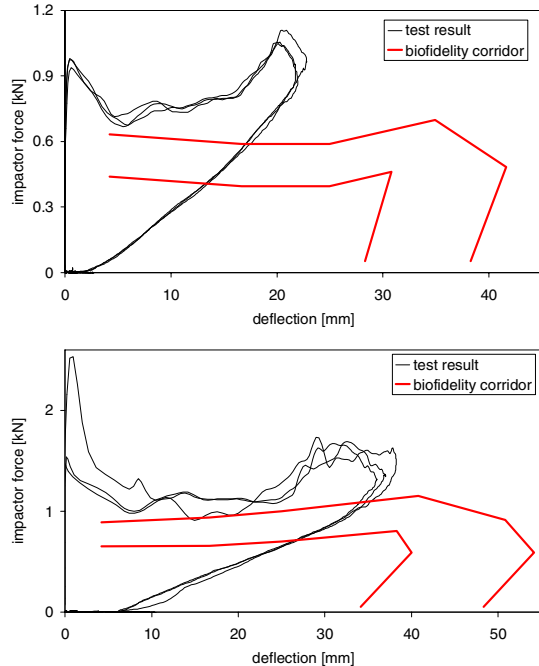 1.2
0.9
0.6
0.3
0
impactor force [kN]
test result
biofidelity corridor
0 10 20 30 40
deflection [mm]
2
1
0
impactor force [kN]
test result
biofidelity corridor
0 10 20 30 40 50
deflection [mm]